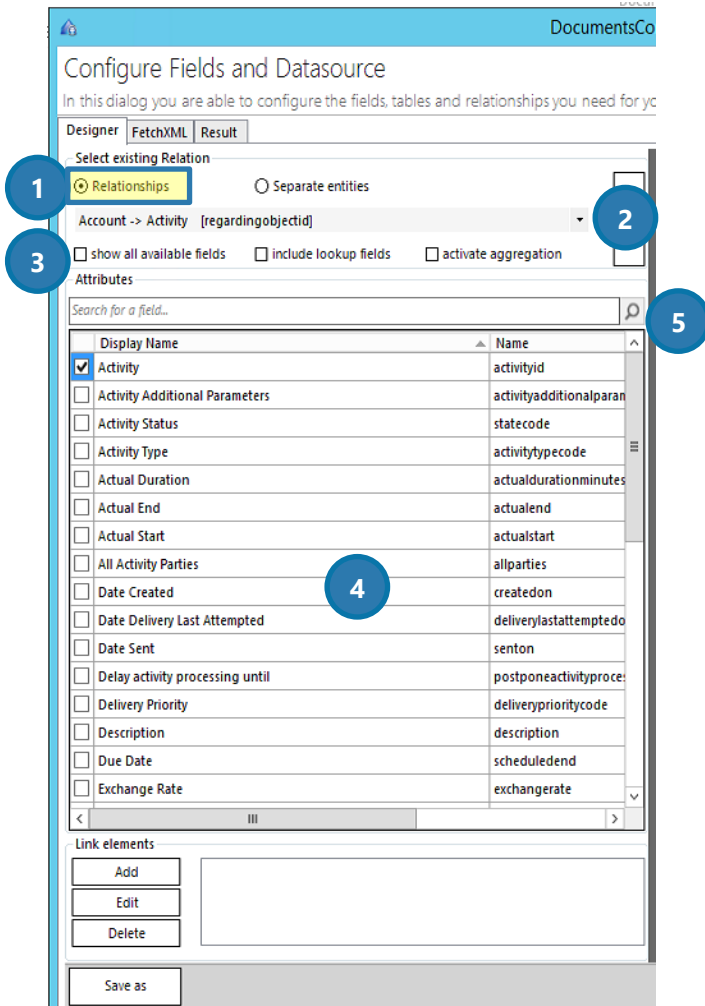 DocumentsCo
Configure Fields and Datasource
In this dialog you are able to configure the fields, tables and relationships you need for yo
Designer FetchXML Result
Select existing Relation
1 Relationships Separate entities
Account -> Activity [regardingobjectid] 2
3 show all available fields include lookup fields activate aggregation
Attributes
Search for a field... 5
Display Name Name
Activity activityid
Activity Additional Parameters activityadditionalparam
Activity Status statecode
Activity Type activitytypecode
Actual Duration actualdurationminutes
Actual End actualend
Actual Start actualstart
All Activity Parties allparties
4
Date Created createdon
Date Delivery Last Attempted deliverylastattemptedo
Date Sent senton
Delay activity processing until postponeactivityproces
Delivery Priority deliveryprioritycode
Description description
Due Date scheduledend
Exchange Rate exchangerate
Link elements
Add
Edit
Delete
Save as